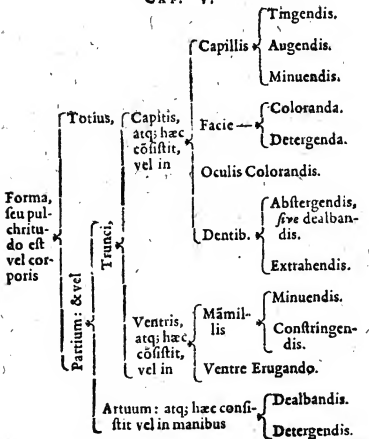 CAP. V.
Forma,
ſeu pul-
chritu-
do eſt
vel cor-
poris
Totius,
Partium: & vel
Trunci,
Capitis,
atq; hæc
cõſiſtit,
vel in
Capillis
Tingendis.
Augendis.
Minuendis.
Facie
Coloranda.
Detergenda.
Oculis Colorandis.
Dentib.
Abſtergendis,
ſive dealban-
dis.
Extrahendis.
Ventris,
atq; hæc
cõſiſtit,
vel in
Mãmil-
lis
Minuendis.
Conſtringen-
dis.
Ventre Erugando.
Artuum: atq; hæc conſi-
ſtit vel in manibus
Dealbandis.
Detergendis.